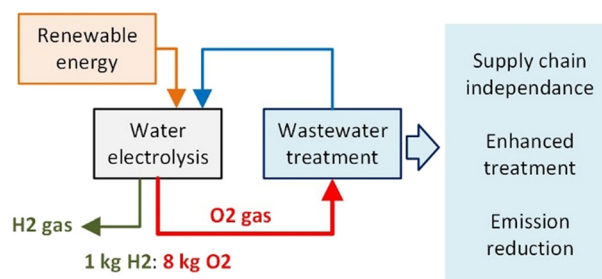 Renewable
energy
Water
electrolysis
Wastewater
treatment
Supply chain
independance
Enhanced
treatment
Emission
reduction
H2 gas
O2 gas
1 kg H2: 8 kg O2